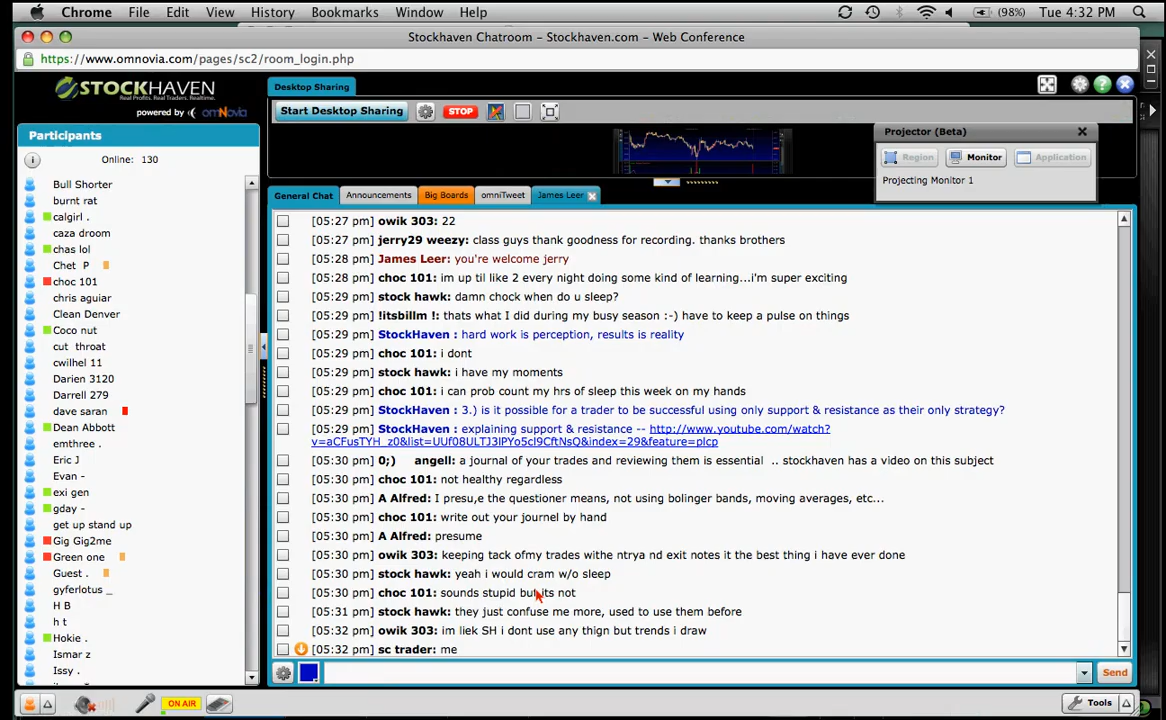 Chrome File Edit View History Bookmarks Window Help (98%) Tue 4:32 PM
Stockhaven Chatroom – Stockhaven.com – Web Conference
https://www.omnovia.com/pages/sc2/room_login.php
STOCKHAVEN
Real Profits. Real Traders. Realtime.
powered by omNovia
Desktop Sharing
Start Desktop Sharing STOP
Projector (Beta)
Region Monitor Application
Projecting Monitor 1
Participants
Online: 130
Bull Shorter
burnt rat
calgirl .
caza droom
chas lol
Chet P
choc 101
chris aguiar
Clean Denver
Coco nut
cut throat
cwilhel 11
Darien 3120
Darrell 279
dave saran
Dean Abbott
emthree .
Eric J
Evan -
exi gen
gday -
get up stand up
Gig Gig2me
Green one
Guest .
gyferlotus _
H B
h t
Hokie .
Ismar z
Issy .
General Chat Announcements Big Boards omniTweet James Leer
[05:27 pm] owik 303: 22
[05:27 pm] jerry29 weezy: class guys thank goodness for recording. thanks brothers
[05:28 pm] James Leer: you're welcome jerry
[05:28 pm] choc 101: im up til like 2 every night doing some kind of learning...i'm super exciting
[05:29 pm] stock hawk: damn chock when do u sleep?
[05:29 pm] !itsbillm !: thats what I did during my busy season :-) have to keep a pulse on things
[05:29 pm] StockHaven : hard work is perception, results is reality
[05:29 pm] choc 101: i dont
[05:29 pm] stock hawk: i have my moments
[05:29 pm] choc 101: i can prob count my hrs of sleep this week on my hands
[05:29 pm] StockHaven : 3.) is it possible for a trader to be successful using only support & resistance as their only strategy?
[05:29 pm] StockHaven : explaining support & resistance -- http://www.youtube.com/watch?
v=aCFusTYH_z0&list=UUf08ULTJ3IPYo5cI9CftNsQ&index=29&feature=plcp
[05:30 pm] 0;) angell: a journal of your trades and reviewing them is essential .. stockhaven has a video on this subject
[05:30 pm] choc 101: not healthy regardless
[05:30 pm] A Alfred: I presu,e the questioner means, not using bolinger bands, moving averages, etc...
[05:30 pm] choc 101: write out your journel by hand
[05:30 pm] A Alfred: presume
[05:30 pm] owik 303: keeping tack ofmy trades withe ntrya nd exit notes it the best thing i have ever done
[05:30 pm] stock hawk: yeah i would cram w/o sleep
[05:30 pm] choc 101: sounds stupid but its not
[05:31 pm] stock hawk: they just confuse me more, used to use them before
[05:32 pm] owik 303: im liek SH i dont use any thign but trends i draw
[05:32 pm] sc trader: me
Send
ON AIR Tools